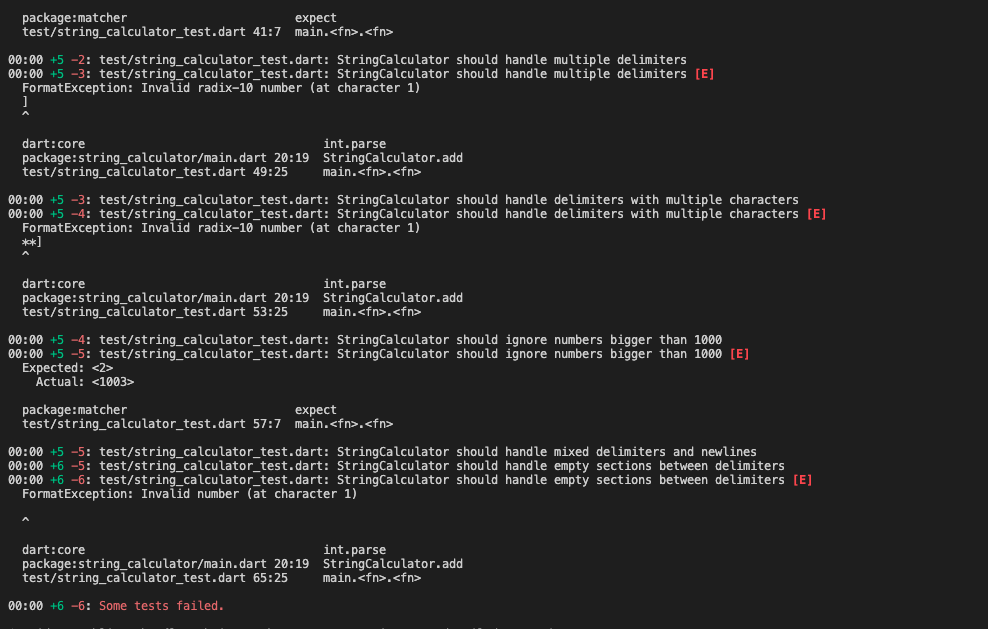 package:matcher                        expect
test/string_calculator_test.dart 41:7  main.<fn>.<fn>
00:00 +5 -2: test/string_calculator_test.dart: StringCalculator should handle multiple delimiters
00:00 +5 -3: test/string_calculator_test.dart: StringCalculator should handle multiple delimiters [E]
FormatException: Invalid radix-10 number (at character 1)
]
^
dart:core                                  int.parse
package:string_calculator/main.dart 20:19  StringCalculator.add
test/string_calculator_test.dart 49:25     main.<fn>.<fn>
00:00 +5 -3: test/string_calculator_test.dart: StringCalculator should handle delimiters with multiple characters
00:00 +5 -4: test/string_calculator_test.dart: StringCalculator should handle delimiters with multiple characters [E]
FormatException: Invalid radix-10 number (at character 1)
**]
^
dart:core                                  int.parse
package:string_calculator/main.dart 20:19  StringCalculator.add
test/string_calculator_test.dart 53:25     main.<fn>.<fn>
00:00 +5 -4: test/string_calculator_test.dart: StringCalculator should ignore numbers bigger than 1000
00:00 +5 -5: test/string_calculator_test.dart: StringCalculator should ignore numbers bigger than 1000 [E]
Expected: <2>
Actual: <1003>
package:matcher                        expect
test/string_calculator_test.dart 57:7  main.<fn>.<fn>
00:00 +5 -5: test/string_calculator_test.dart: StringCalculator should handle mixed delimiters and newlines
00:00 +6 -5: test/string_calculator_test.dart: StringCalculator should handle empty sections between delimiters
00:00 +6 -6: test/string_calculator_test.dart: StringCalculator should handle empty sections between delimiters [E]
FormatException: Invalid number (at character 1)
^
dart:core                                  int.parse
package:string_calculator/main.dart 20:19  StringCalculator.add
test/string_calculator_test.dart 65:25     main.<fn>.<fn>
00:00 +6 -6: Some tests failed.